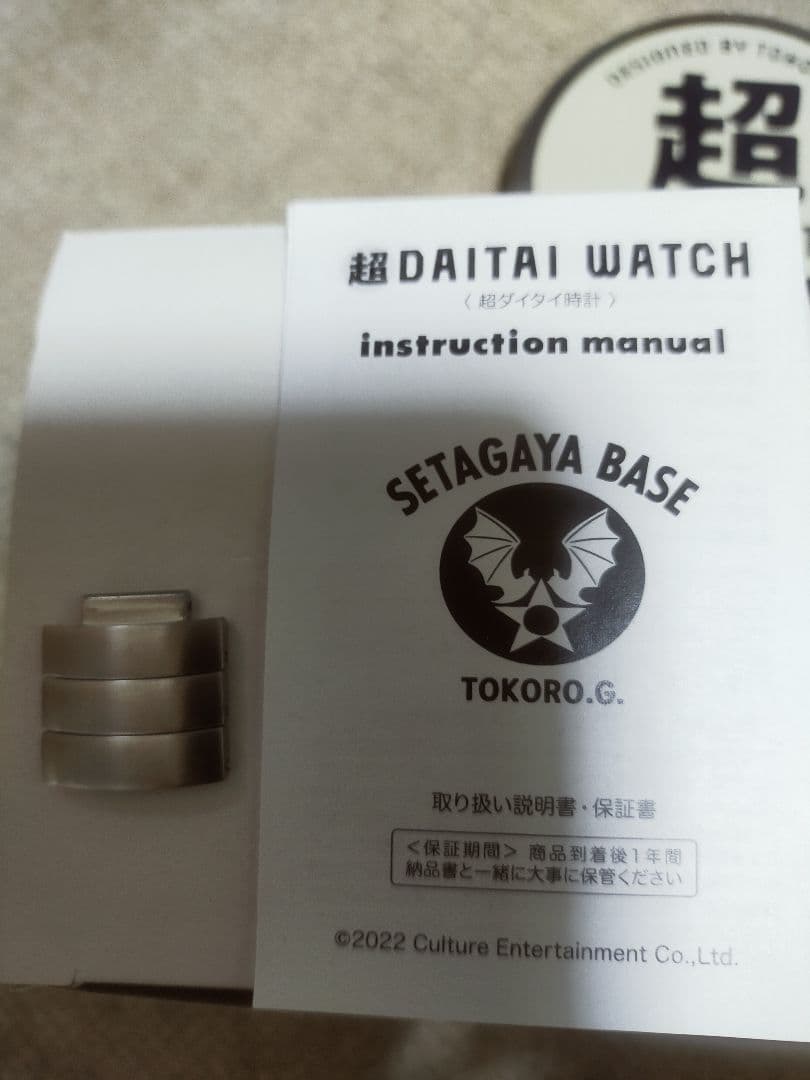 DESIGNED BY TOKO
超
超DAITAI WATCH
〈 超ダイタイ時計 〉
instruction manual
SETAGAYA BASE
TOKORO.G.
取り扱い説明書・保証書
＜保証期間＞ 商品到着後1年間
納品書と一緒に大事に保管ください
©2022 Culture Entertainment Co.,Ltd.